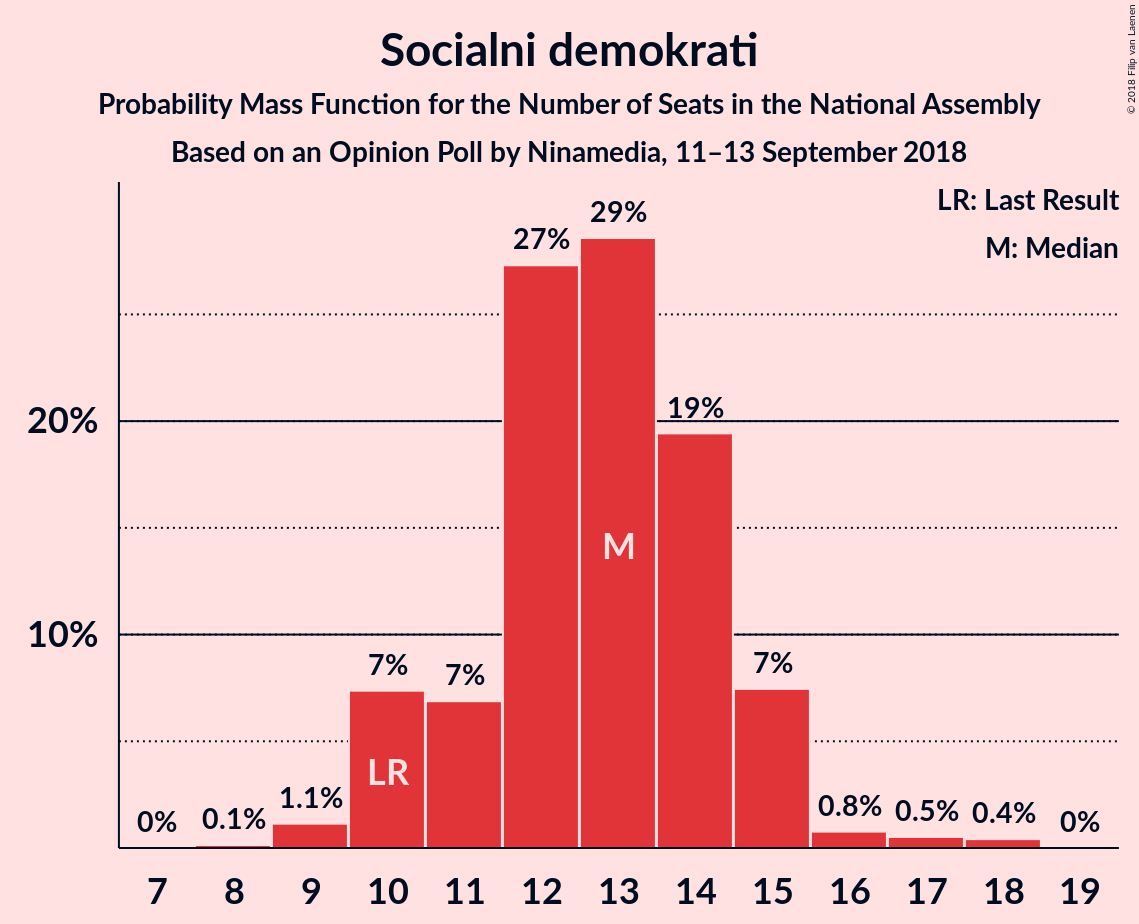 Socialni demokrati
Probability Mass Function for the Number of Seats in the National Assembly
Based on an Opinion Poll by Ninamedia, 11–13 September 2018
© 2018 Filip van Laenen
LR: Last Result
M: Median
20%
10%
0%
0.1%
1.1%
7%
7%
27%
29%
19%
7%
0.8%
0.5%
0.4%
0%
LR
M
7 8 9 10 11 12 13 14 15 16 17 18 19